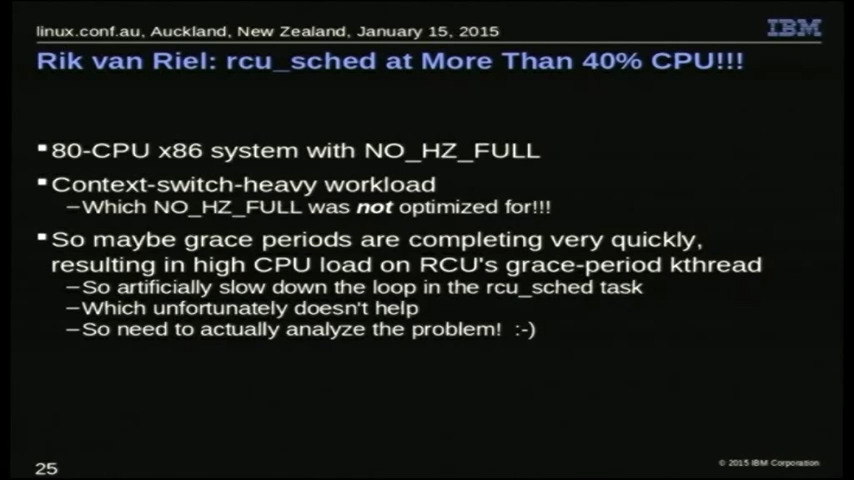 linux.conf.au, Auckland, New Zealand, January 15, 2015
IBM
Rik van Riel: rcu_sched at More Than 40% CPU!!!
▪80-CPU x86 system with NO_HZ_FULL
▪Context-switch-heavy workload
–Which NO_HZ_FULL was not optimized for!!!
▪So maybe grace periods are completing very quickly,
resulting in high CPU load on RCU's grace-period kthread
–So artificially slow down the loop in the rcu_sched task
–Which unfortunately doesn't help
–So need to actually analyze the problem!  :-)
25
© 2015 IBM Corporation